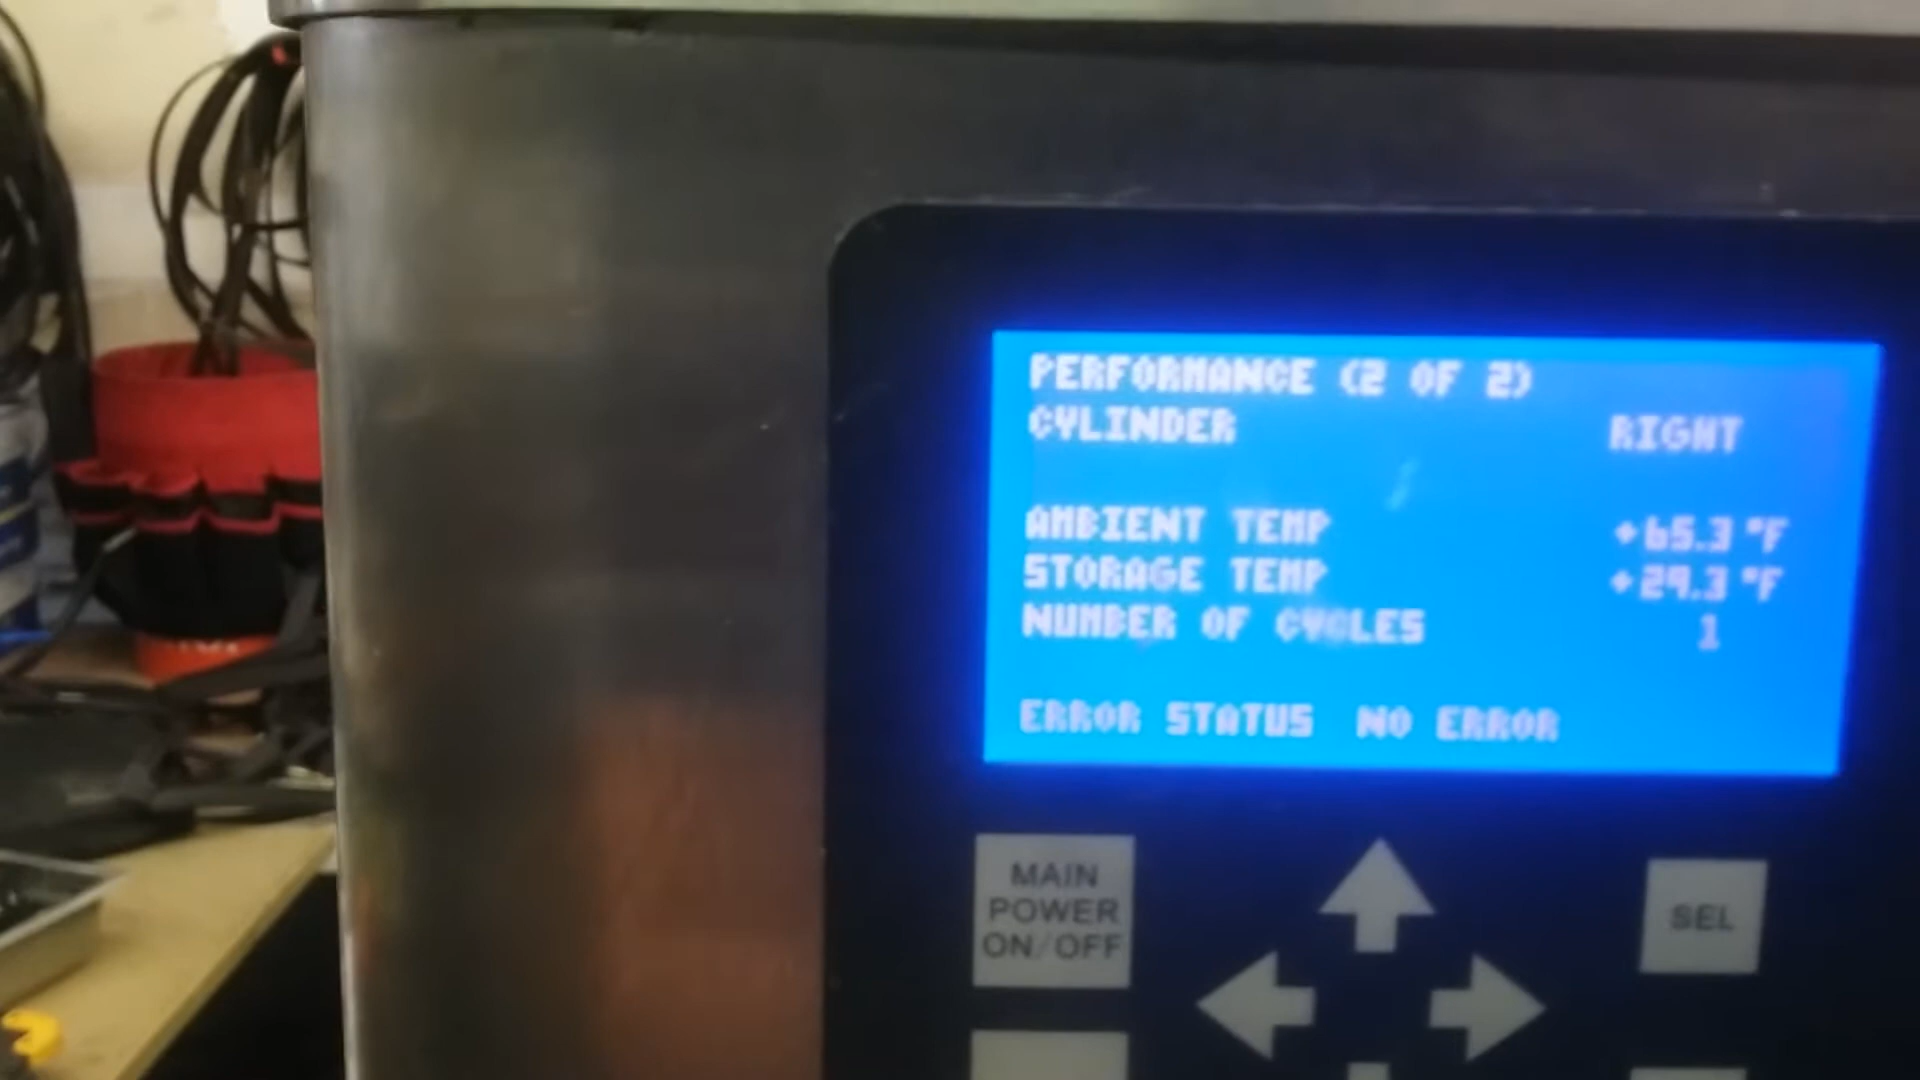 PERFORMANCE (2 OF 2)
CYLINDER RIGHT
AMBIENT TEMP +65.3 °F
STORAGE TEMP +29.3 °F
NUMBER OF CYCLES 1
ERROR STATUS NO ERROR
MAIN
POWER
ON/OFF
SEL